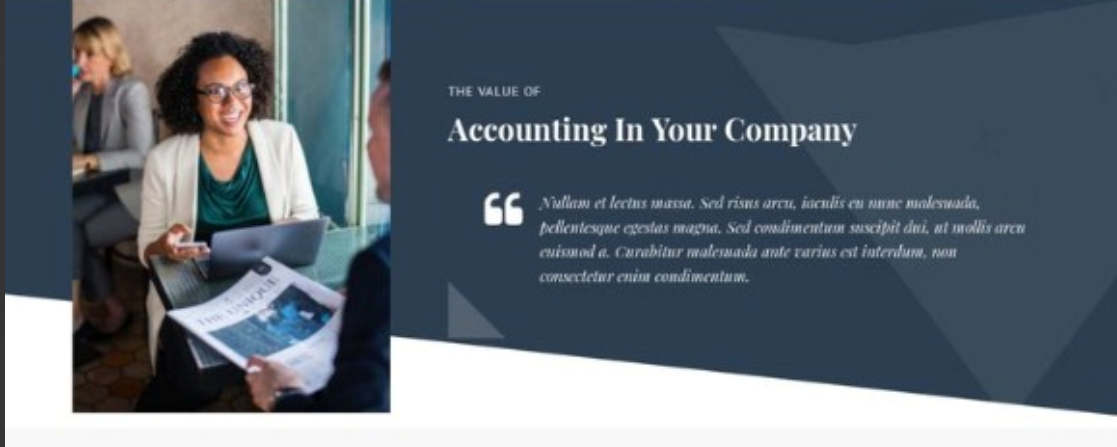 THE VALUE OF
Accounting In Your Company
Nullam et lectus massa. Sed risus arcu, iaculis eu nunc malesuada,
pellentesque egestas magna. Sed condimentum suscipit dui, ut mollis arcu
euismod a. Curabitur malesuada ante varius est interdum, non
consectetur enim condimentum.
THE UNIQUE